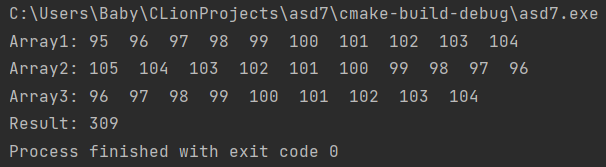 C:\Users\Baby\CLionProjects\asd7\cmake-build-debug\asd7.exe
Array1: 95  96  97  98  99  100  101  102  103  104
Array2: 105  104  103  102  101  100  99  98  97  96
Array3: 96  97  98  99  100  101  102  103  104
Result: 309
Process finished with exit code 0